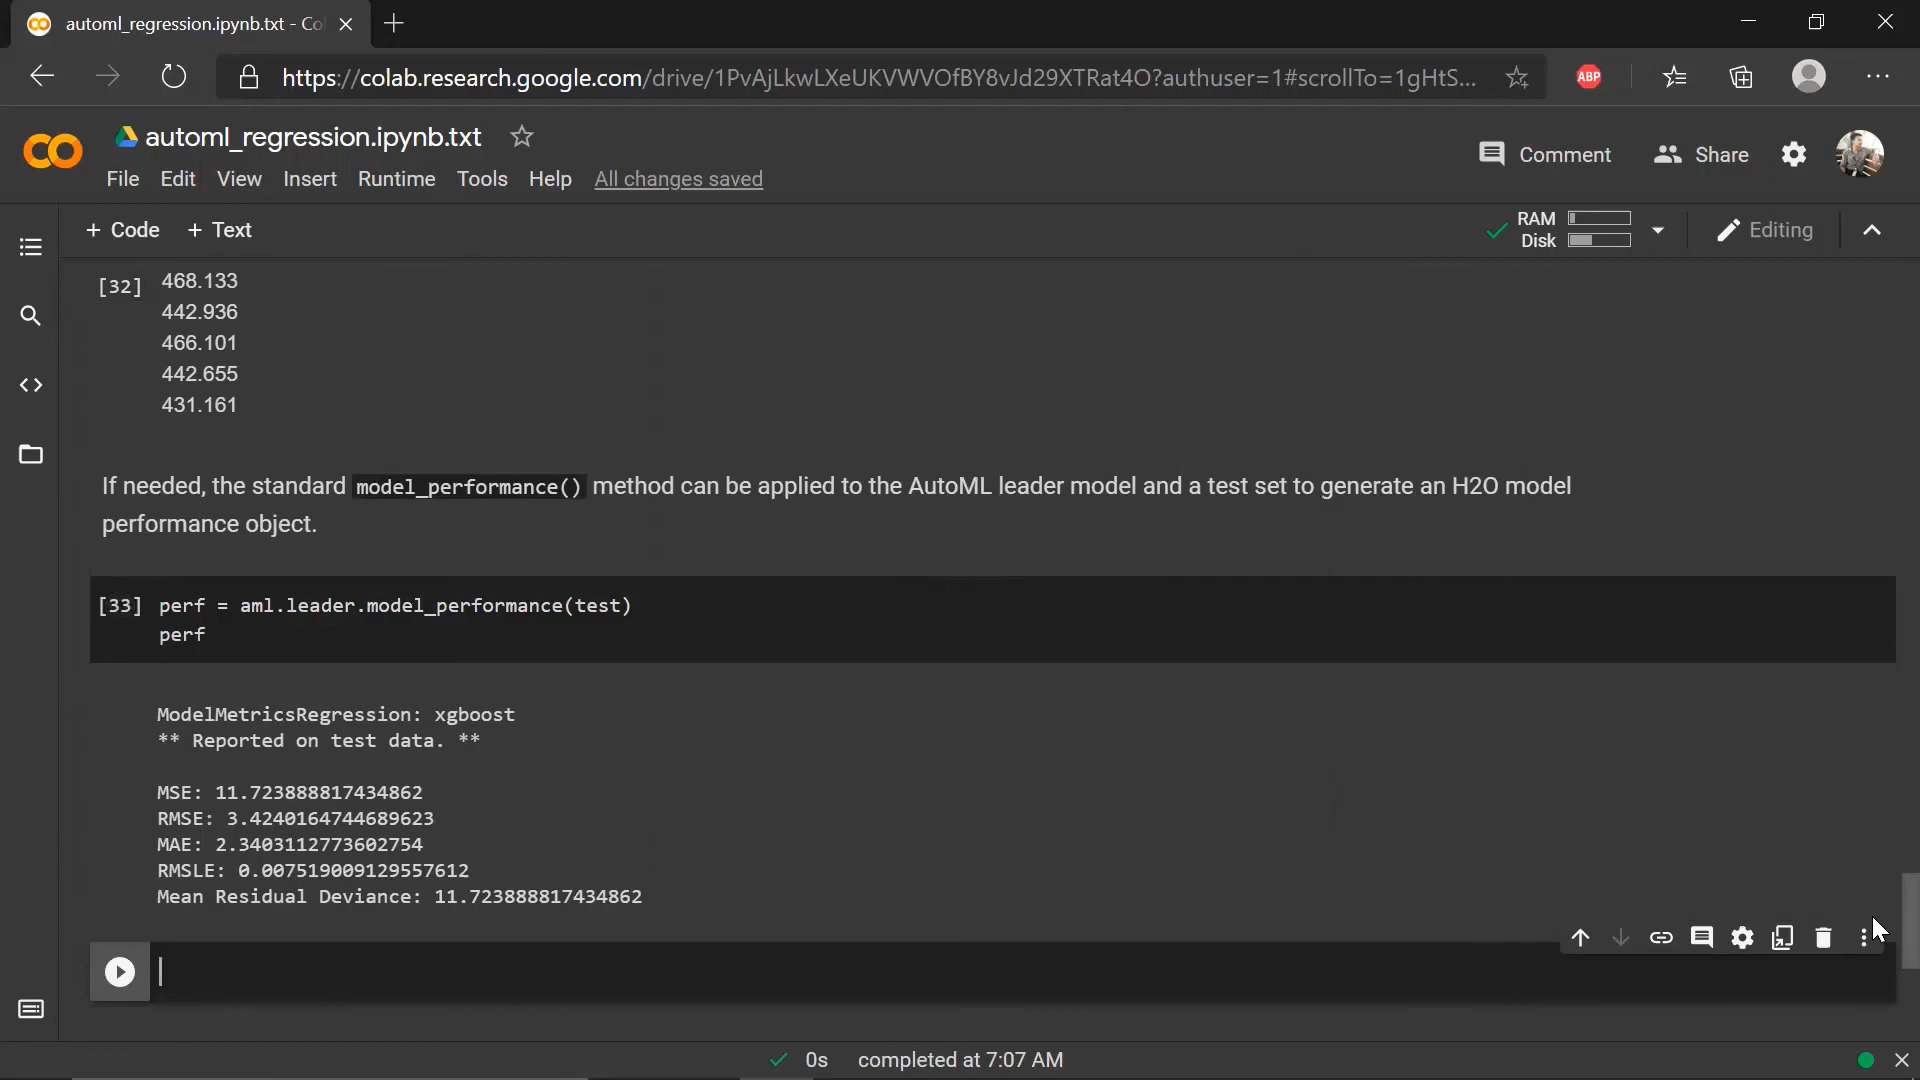 automl_regression.ipynb.txt - Co
https://colab.research.google.com/drive/1PvAjLkwLXeUKVWVOfBY8vJd29XTRat4O?authuser=1#scrollTo=1gHtS...
ABP
automl_regression.ipynb.txt
Comment
Share
File Edit View Insert Runtime Tools Help All changes saved
+ Code + Text
RAM
Disk
Editing
[32] 468.133
442.936
466.101
442.655
431.161
If needed, the standard model_performance() method can be applied to the AutoML leader model and a test set to generate an H2O model
performance object.
[33] perf = aml.leader.model_performance(test)
perf
ModelMetricsRegression: xgboost
** Reported on test data. **
MSE: 11.723888817434862
RMSE: 3.4240164744689623
MAE: 2.3403112773602754
RMSLE: 0.007519009129557612
Mean Residual Deviance: 11.723888817434862
0s completed at 7:07 AM